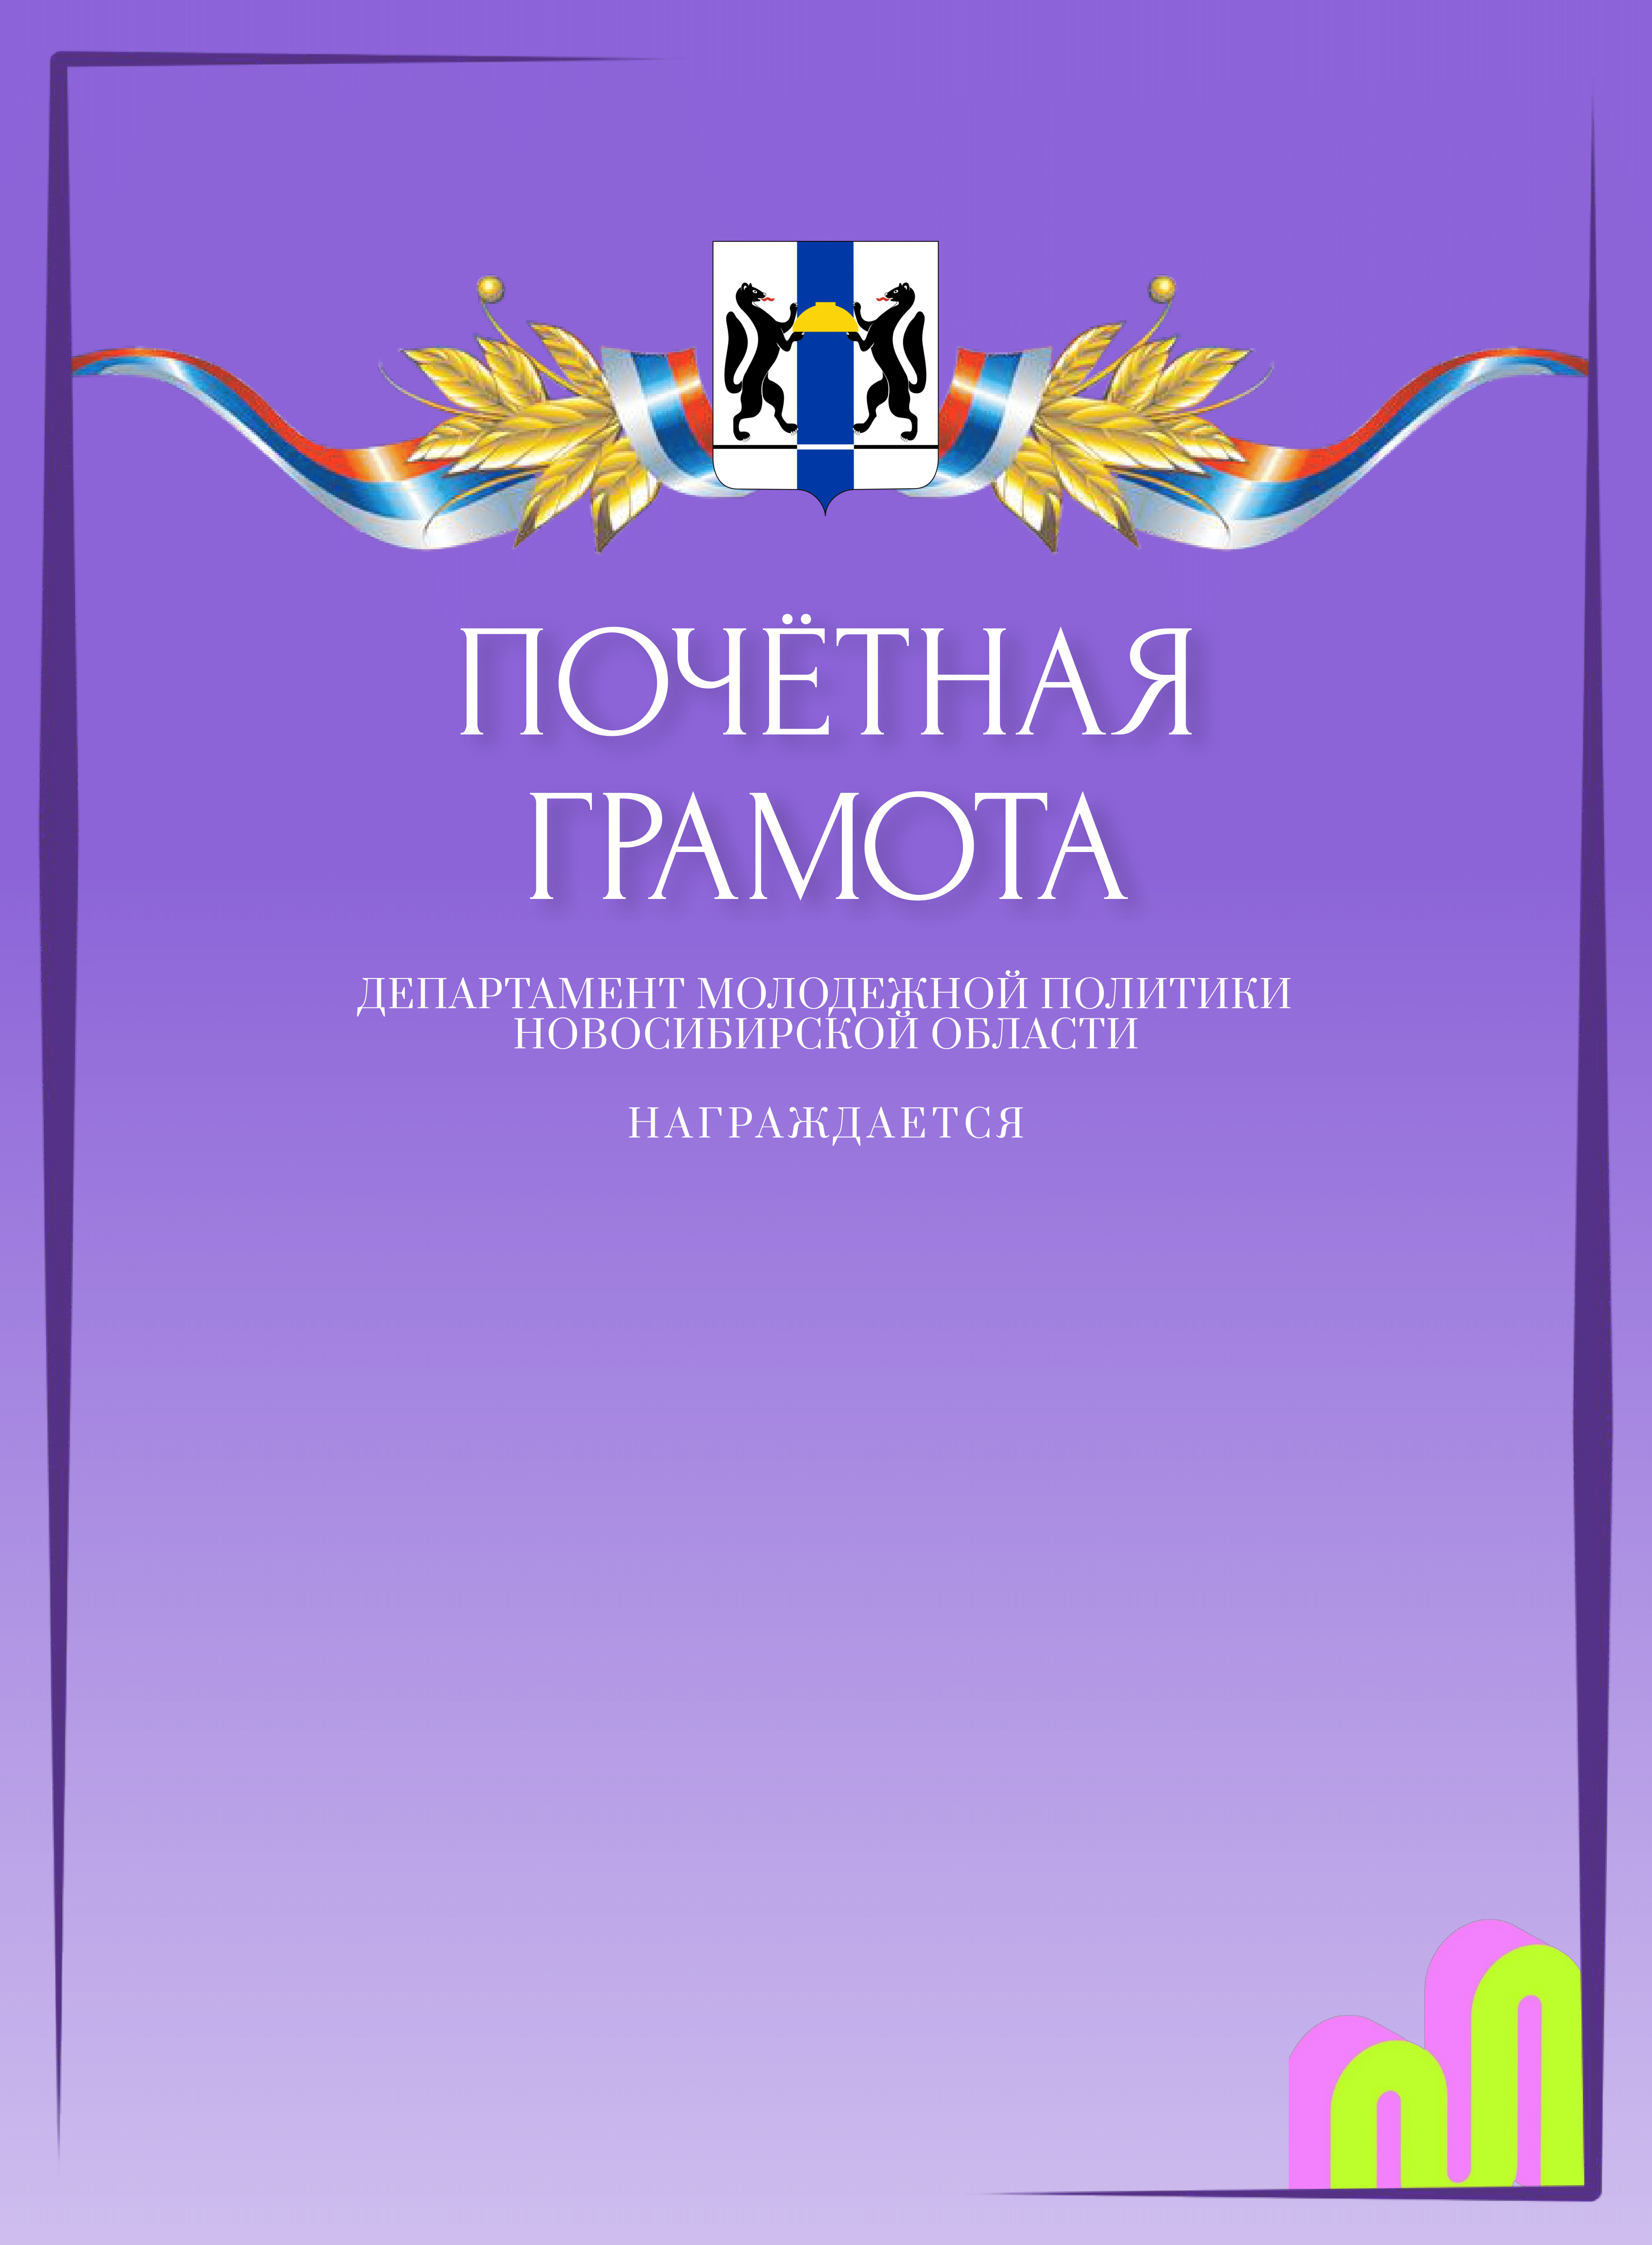 ПОЧЁТНАЯ
ГРАМОТА
ДЕПАРТАМЕНТ МОЛОДЕЖНОЙ ПОЛИТИКИ
НОВОСИБИРСКОЙ ОБЛАСТИ
НАГРАЖДАЕТСЯ